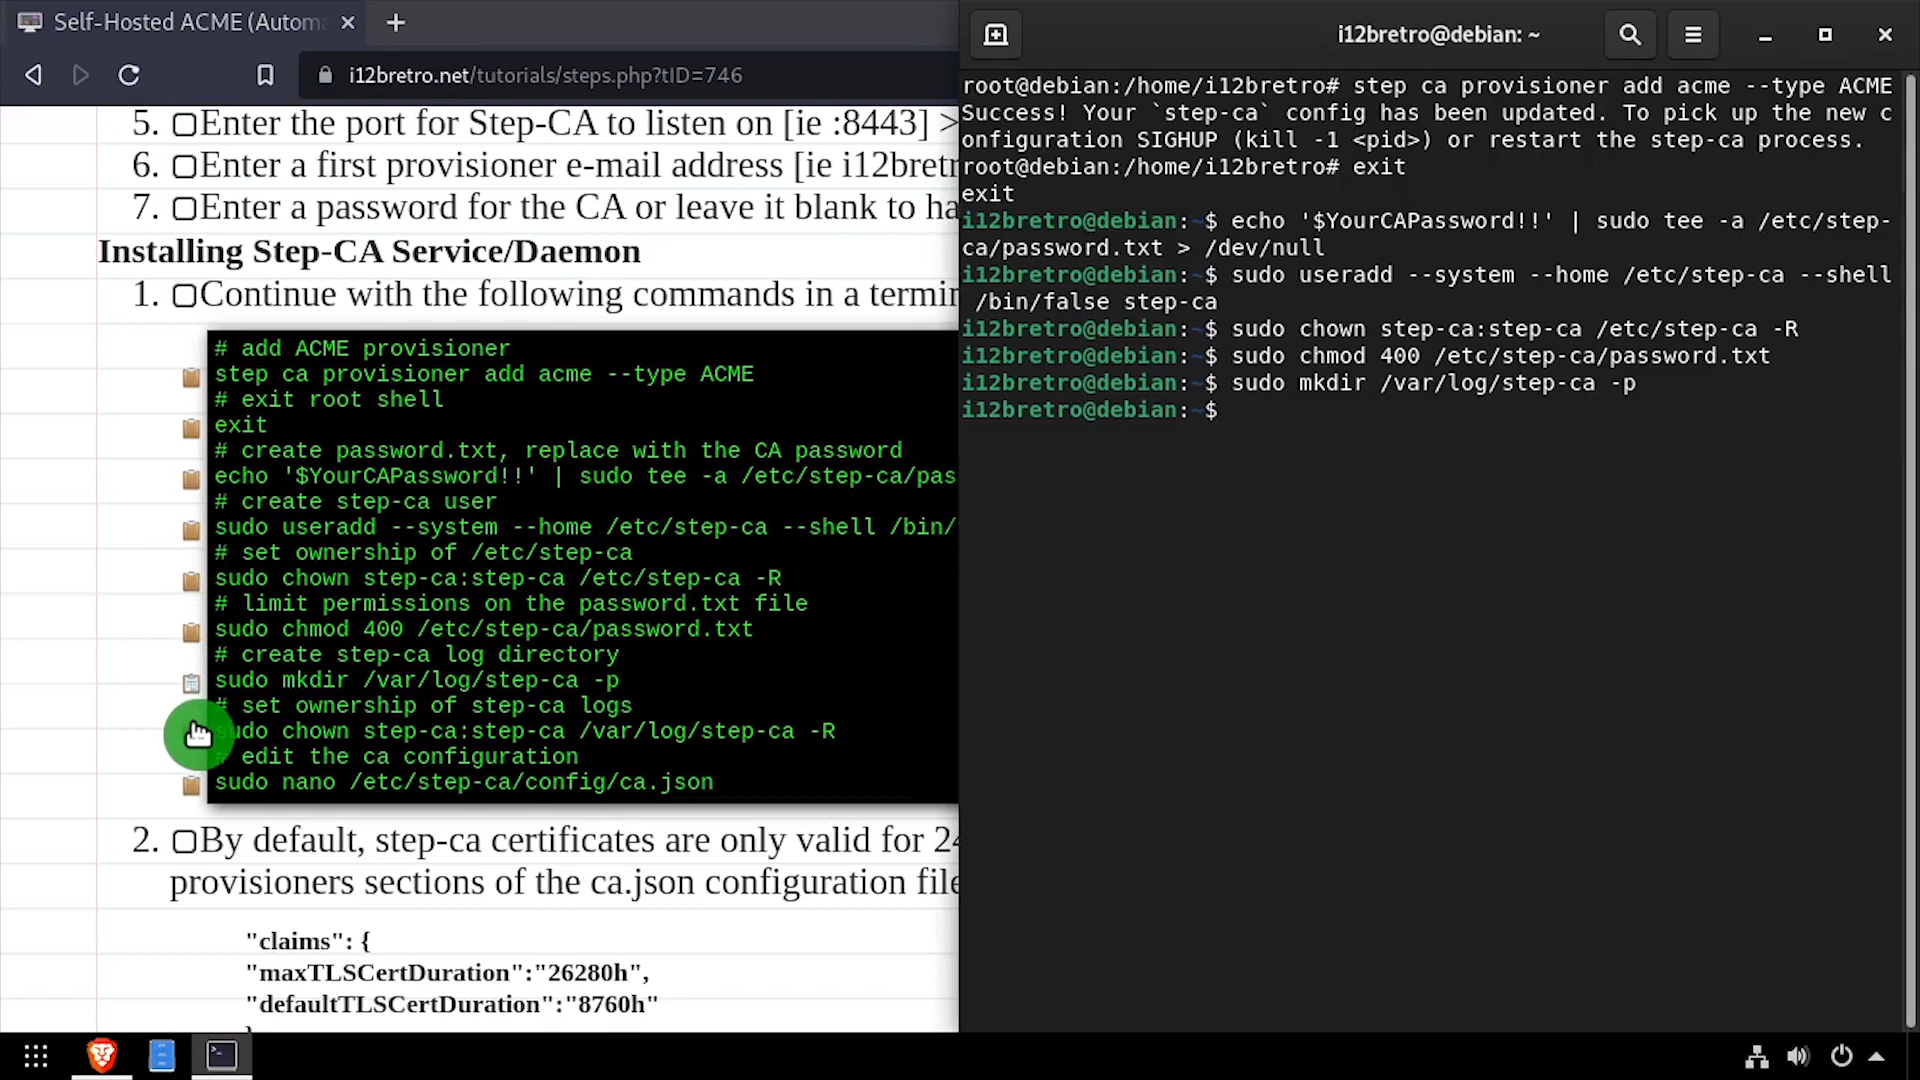 Self-Hosted ACME (Autom
i12bretro.net/tutorials/steps.php?tID=746
5. Enter the port for Step-CA to listen on [ie :8443] >
6. Enter a first provisioner e-mail address [ie i12bretr
7. Enter a password for the CA or leave it blank to ha
Installing Step-CA Service/Daemon
1. Continue with the following commands in a termin
# add ACME provisioner
step ca provisioner add acme --type ACME
# exit root shell
exit
# create password.txt, replace with the CA password
echo '$YourCAPassword!!' | sudo tee -a /etc/step-ca/pas
# create step-ca user
sudo useradd --system --home /etc/step-ca --shell /bin/
# set ownership of /etc/step-ca
sudo chown step-ca:step-ca /etc/step-ca -R
# limit permissions on the password.txt file
sudo chmod 400 /etc/step-ca/password.txt
# create step-ca log directory
sudo mkdir /var/log/step-ca -p
# set ownership of step-ca logs
sudo chown step-ca:step-ca /var/log/step-ca -R
# edit the ca configuration
sudo nano /etc/step-ca/config/ca.json
2. By default, step-ca certificates are only valid for 24
provisioners sections of the ca.json configuration file
"claims": {
"maxTLSCertDuration":"26280h",
"defaultTLSCertDuration":"8760h"
i12bretro@debian: ~
root@debian:/home/i12bretro# step ca provisioner add acme --type ACME
Success! Your `step-ca` config has been updated. To pick up the new c
onfiguration SIGHUP (kill -1 <pid>) or restart the step-ca process.
root@debian:/home/i12bretro# exit
exit
i12bretro@debian:~$ echo '$YourCAPassword!!' | sudo tee -a /etc/step-
ca/password.txt > /dev/null
i12bretro@debian:~$ sudo useradd --system --home /etc/step-ca --shell
/bin/false step-ca
i12bretro@debian:~$ sudo chown step-ca:step-ca /etc/step-ca -R
i12bretro@debian:~$ sudo chmod 400 /etc/step-ca/password.txt
i12bretro@debian:~$ sudo mkdir /var/log/step-ca -p
i12bretro@debian:~$